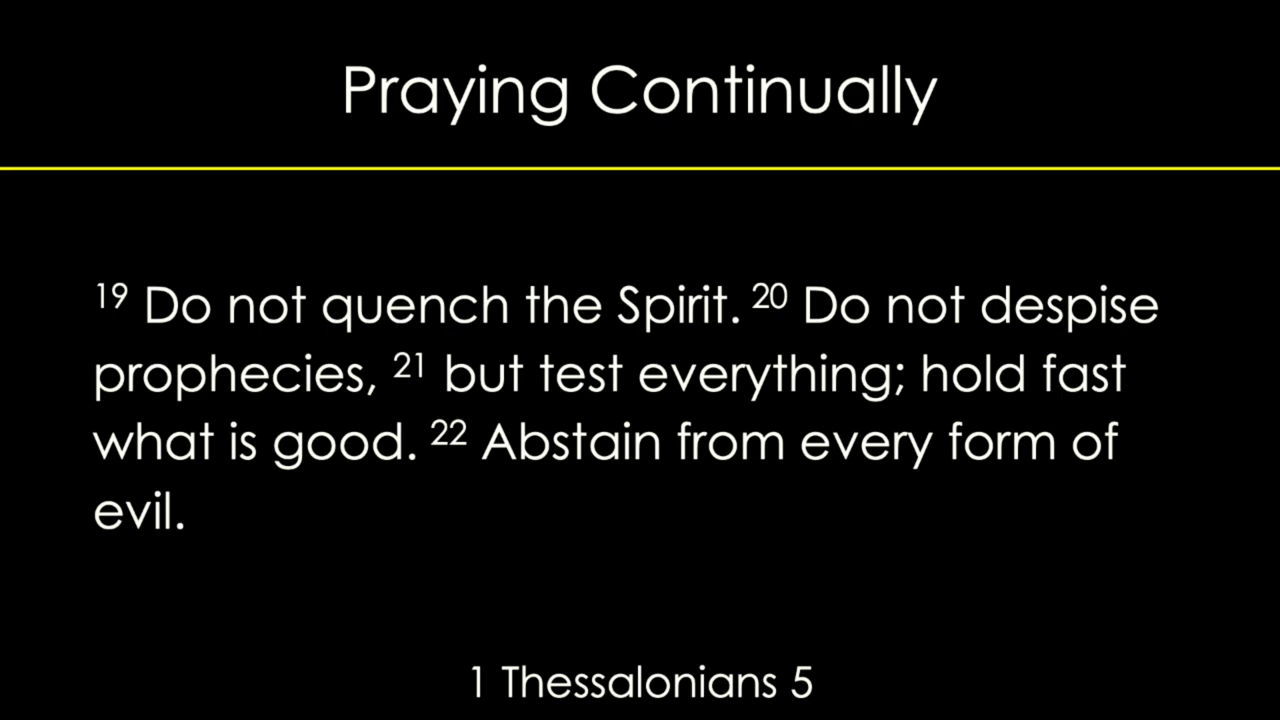 Praying Continually
19 Do not quench the Spirit. 20 Do not despise
prophecies, 21 but test everything; hold fast
what is good. 22 Abstain from every form of
evil.
1 Thessalonians 5